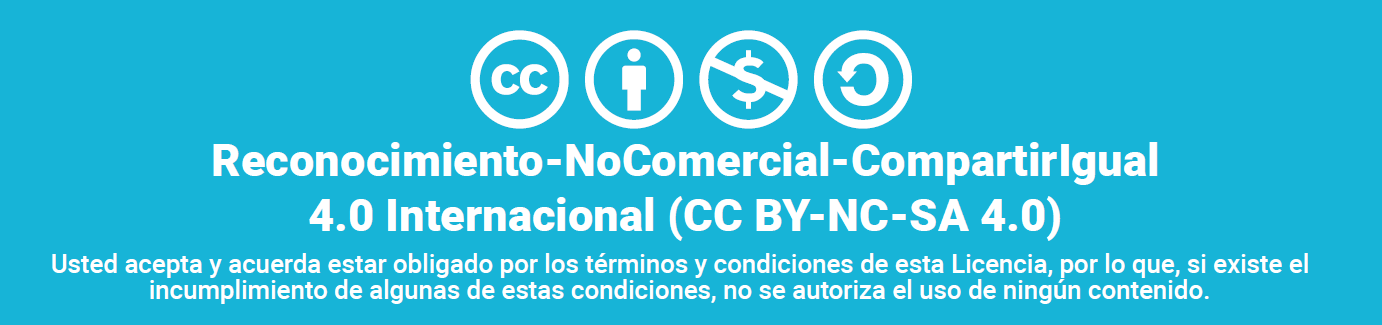 cc
$
Reconocimiento-NoComercial-CompartirIgual
4.0 Internacional (CC BY-NC-SA 4.0)
Usted acepta y acuerda estar obligado por los términos y condiciones de esta Licencia, por lo que, si existe el
incumplimiento de algunas de estas condiciones, no se autoriza el uso de ningún contenido.